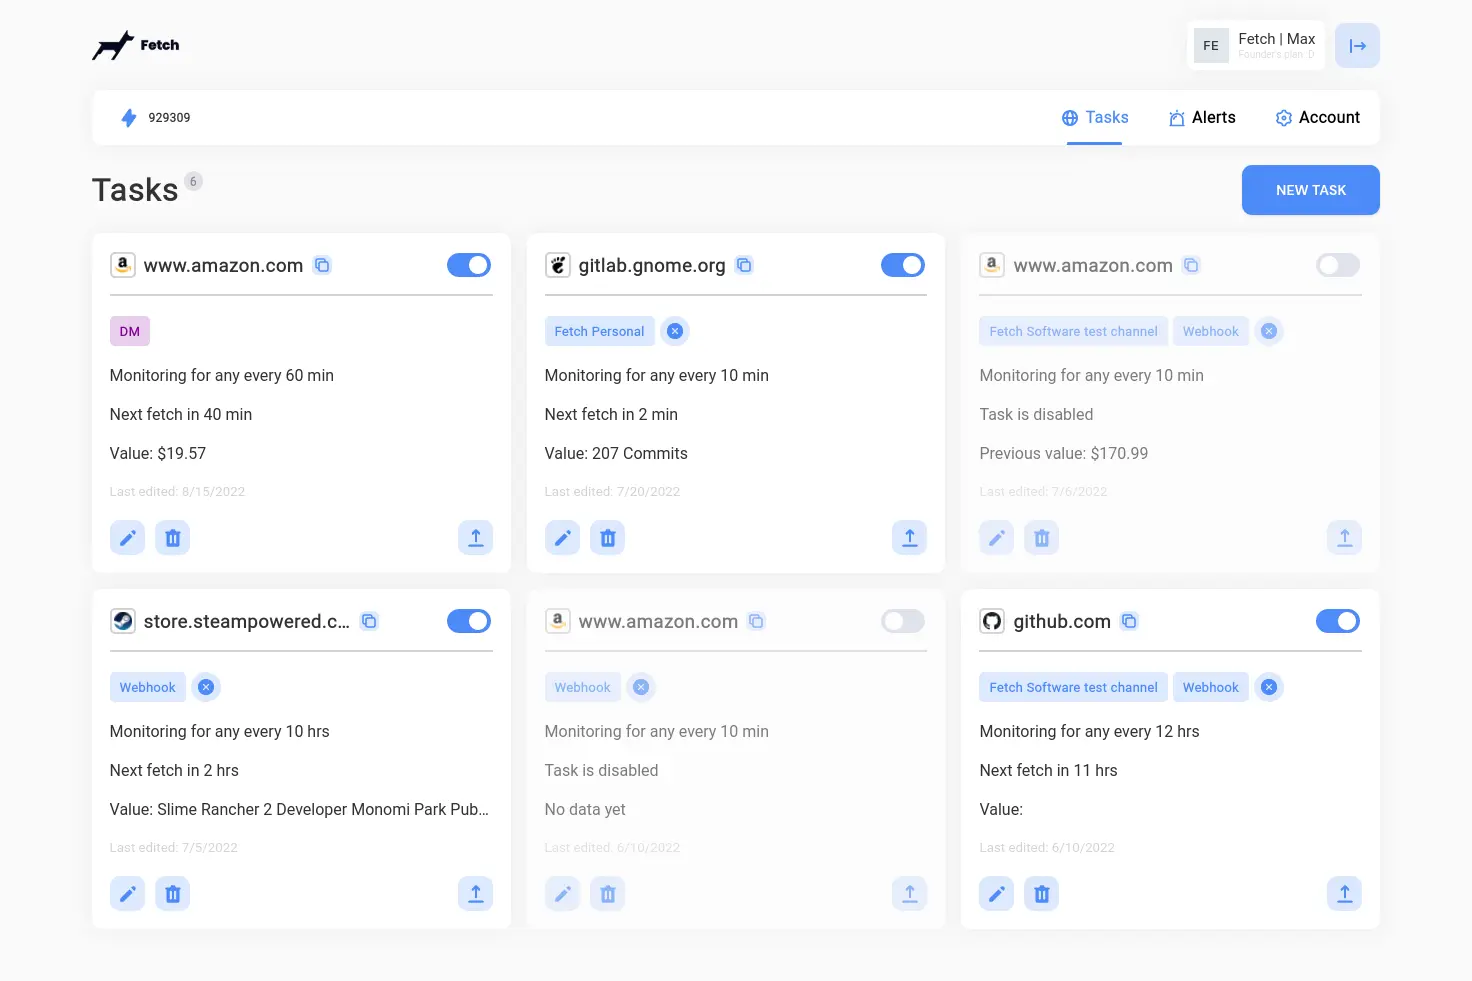 Fetch
FE
Fetch | Max
Founder's plan :D
929309
Tasks
Alerts
Account
Tasks 6
NEW TASK
www.amazon.com
DM
Monitoring for any every 60 min
Next fetch in 40 min
Value: $19.57
Last edited: 8/15/2022
gitlab.gnome.org
Fetch Personal
Monitoring for any every 10 min
Next fetch in 2 min
Value: 207 Commits
Last edited: 7/20/2022
www.amazon.com
Fetch Software test channel Webhook
Monitoring for any every 10 min
Task is disabled
Previous value: $170.99
Last edited: 7/6/2022
store.steampowered.c...
Webhook
Monitoring for any every 10 hrs
Next fetch in 2 hrs
Value: Slime Rancher 2 Developer Monomi Park Pub...
Last edited: 7/5/2022
www.amazon.com
Webhook
Monitoring for any every 10 min
Task is disabled
No data yet
Last edited: 6/10/2022
github.com
Fetch Software test channel Webhook
Monitoring for any every 12 hrs
Next fetch in 11 hrs
Value:
Last edited: 6/10/2022